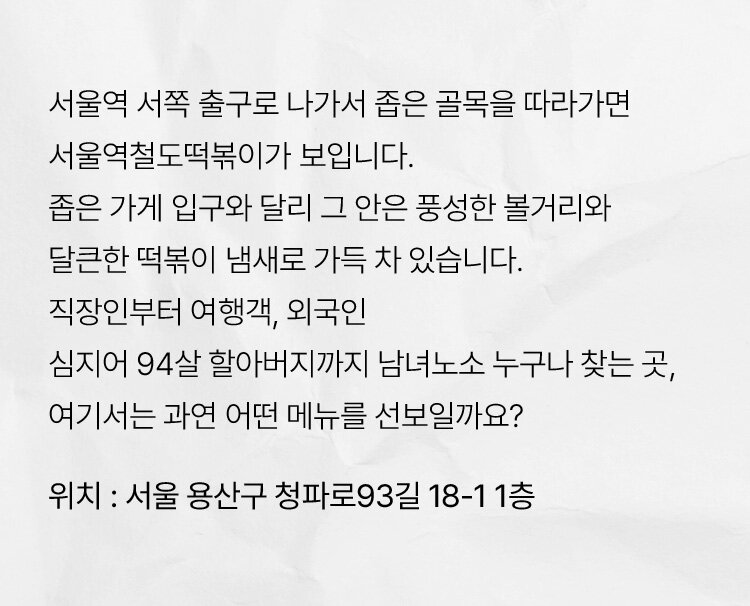 서울역 서쪽 출구로 나가서 좁은 골목을 따라가면
서울역철도떡볶이가 보입니다.
좁은 가게 입구와 달리 그 안은 풍성한 볼거리와
달큰한 떡볶이 냄새로 가득 차 있습니다.
직장인부터 여행객, 외국인
심지어 94살 할아버지까지 남녀노소 누구나 찾는 곳,
여기서는 과연 어떤 메뉴를 선보일까요?
위치 : 서울 용산구 청파로93길 18-1 1층